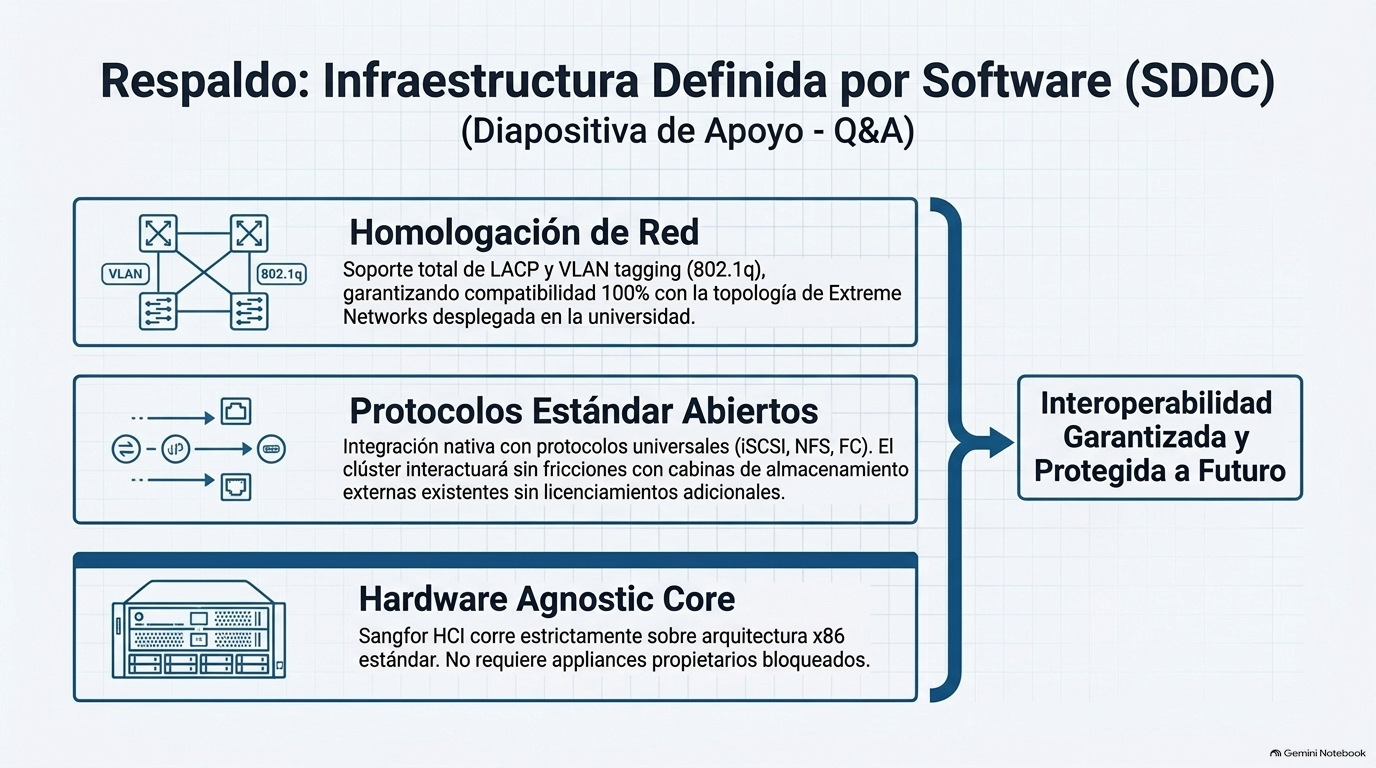 Respaldo: Infraestructura Definida por Software (SDDC)
(Diapositiva de Apoyo - Q&A)
VLAN
802.1q
Homologación de Red
Soporte total de LACP y VLAN tagging (802.1q),
garantizando compatibilidad 100% con la topología de Extreme
Networks desplegada en la universidad.
Protocolos Estándar Abiertos
Integración nativa con protocolos universales (iSCSI, NFS, FC). El
clúster interactuará sin fricciones con cabinas de almacenamiento
externas existentes sin licenciamientos adicionales.
Hardware Agnostic Core
Sangfor HCI corre estrictamente sobre arquitectura x86
estándar. No requiere appliances propietarios bloqueados.
Interoperabilidad
Garantizada y
Protegida a Futuro
Gemini Notebook